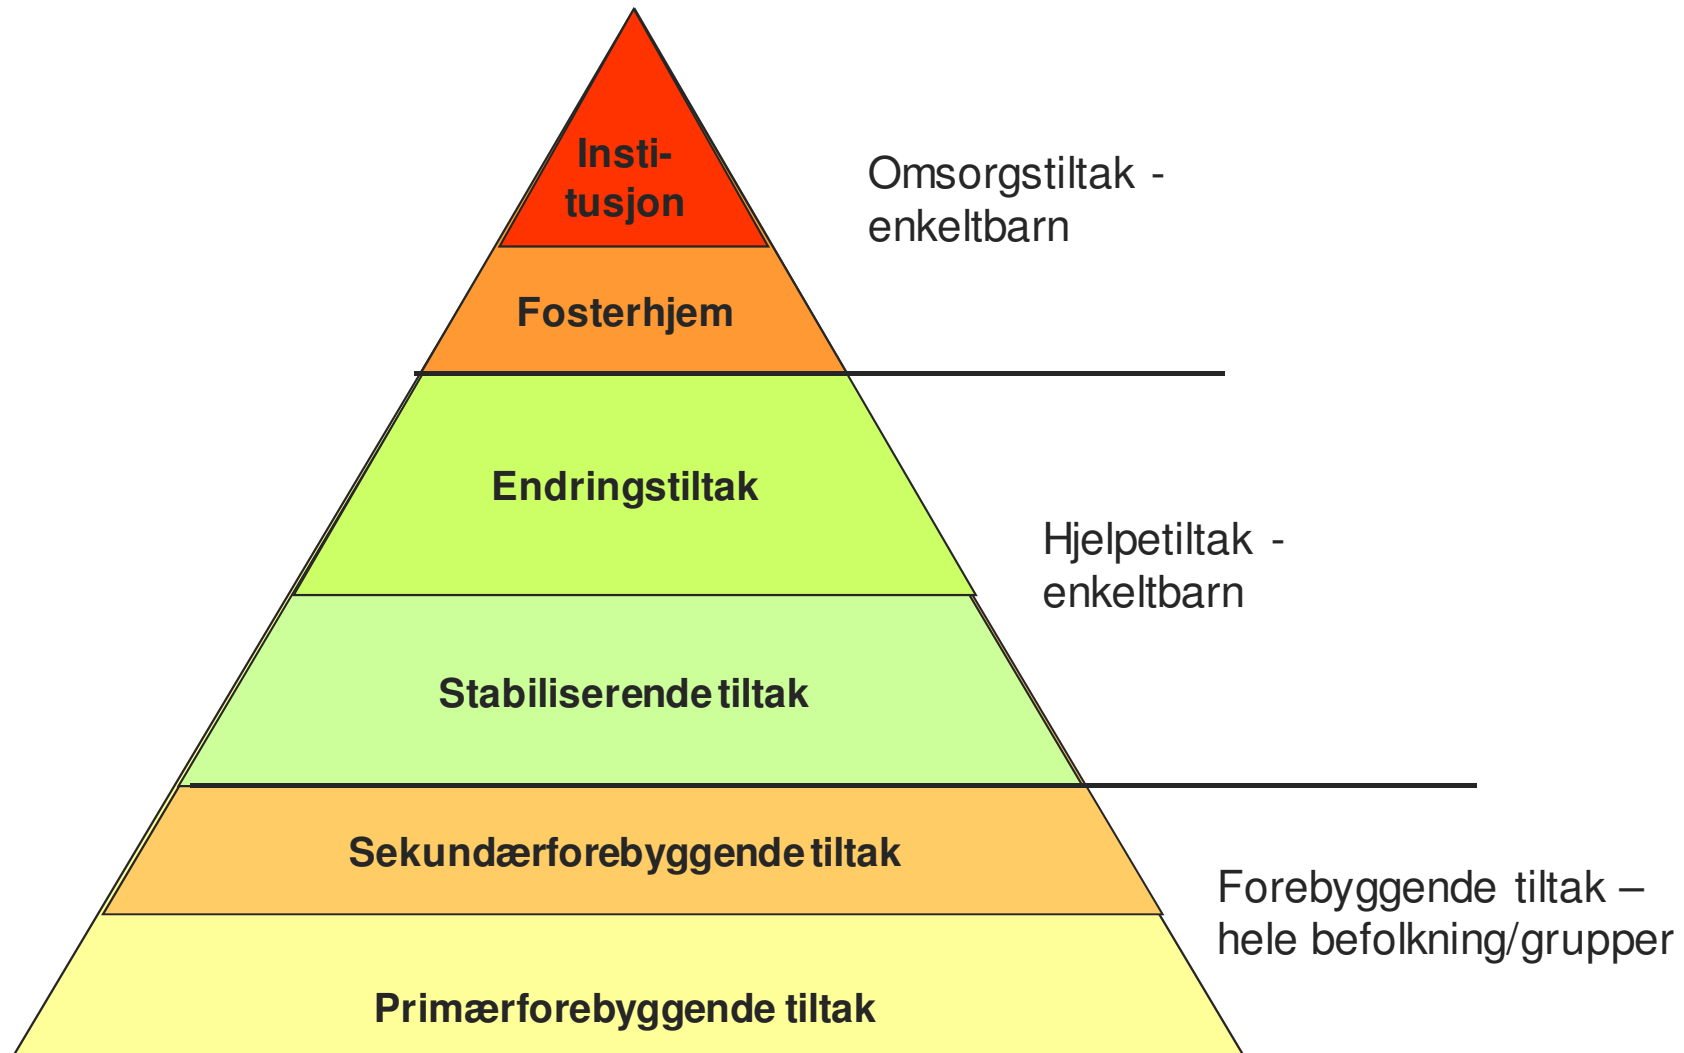 Insti-
tusjon
Omsorgstiltak -
enkeltbarn
Fosterhjem
Endringstiltak
Hjelpetiltak -
enkeltbarn
Stabiliserende tiltak
Sekundærforebyggende tiltak
Forebyggende tiltak –
hele befolkning/grupper
Primærforebyggende tiltak